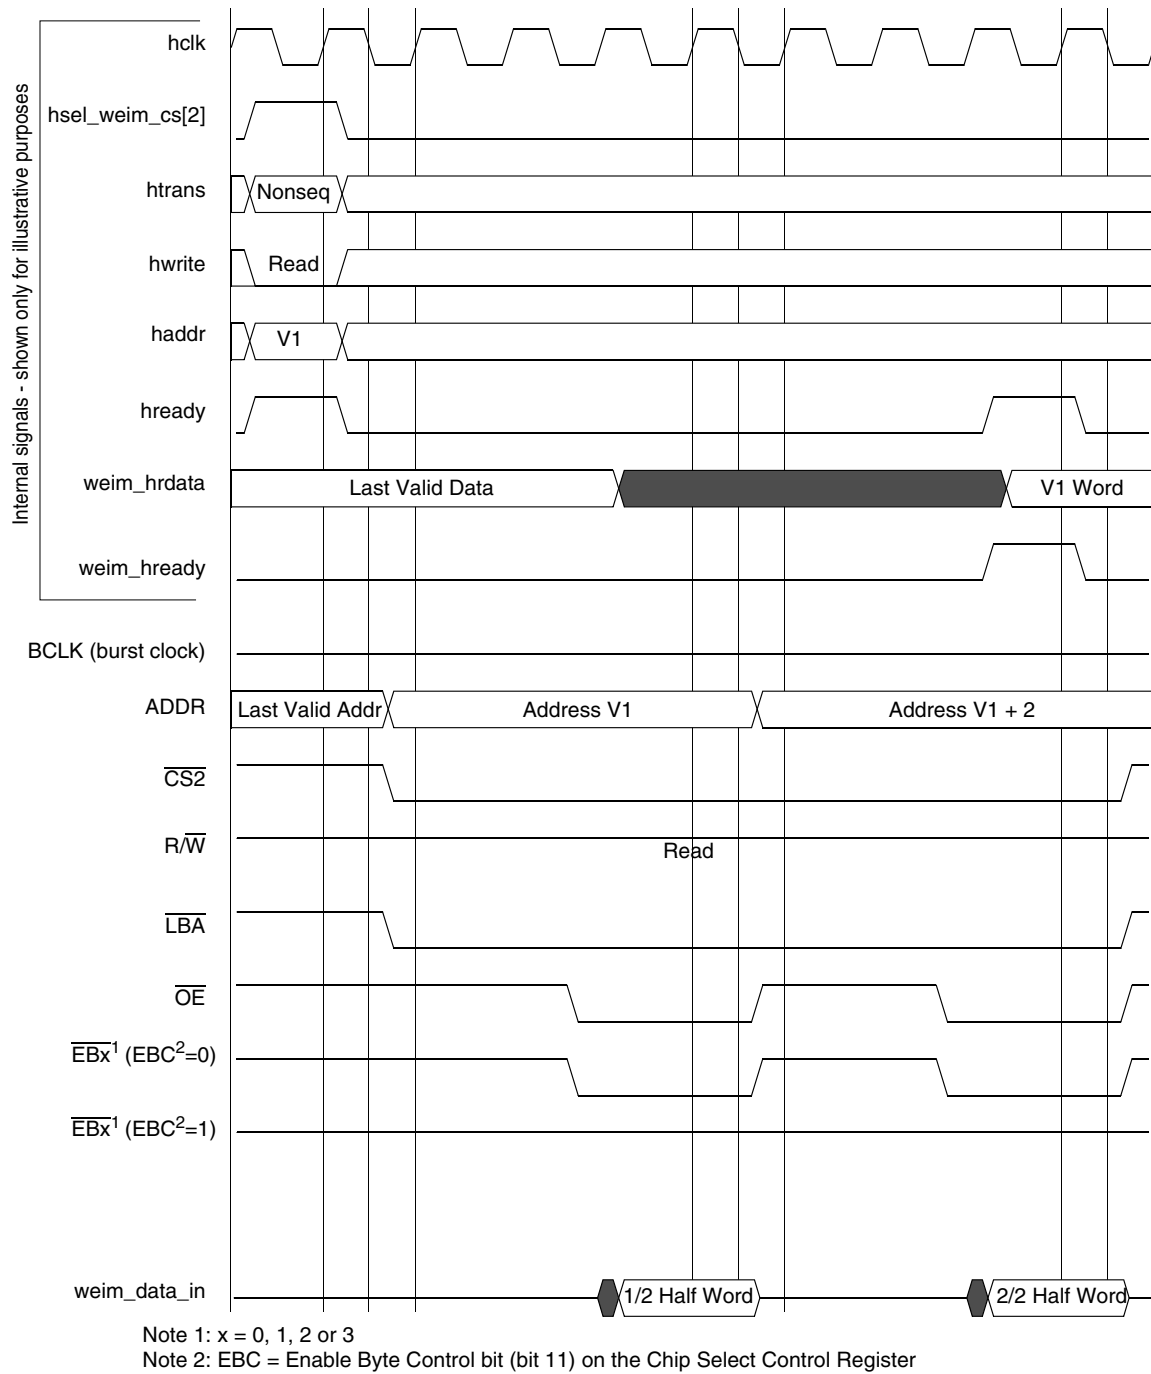 Internal signals - shown only for illustrative purposes
hclk
hsel_weim_cs[2]
htrans Nonseq
hwrite Read
haddr V1
hready
weim_hrdata Last Valid Data V1 Word
weim_hready
BCLK (burst clock)
ADDR Last Valid Addr Address V1 Address V1 + 2
CS2
R/W Read
LBA
OE
EBx1 (EBC2=0)
EBx1 (EBC2=1)
weim_data_in 1/2 Half Word 2/2 Half Word
Note 1: x = 0, 1, 2 or 3
Note 2: EBC = Enable Byte Control bit (bit 11) on the Chip Select Control Register